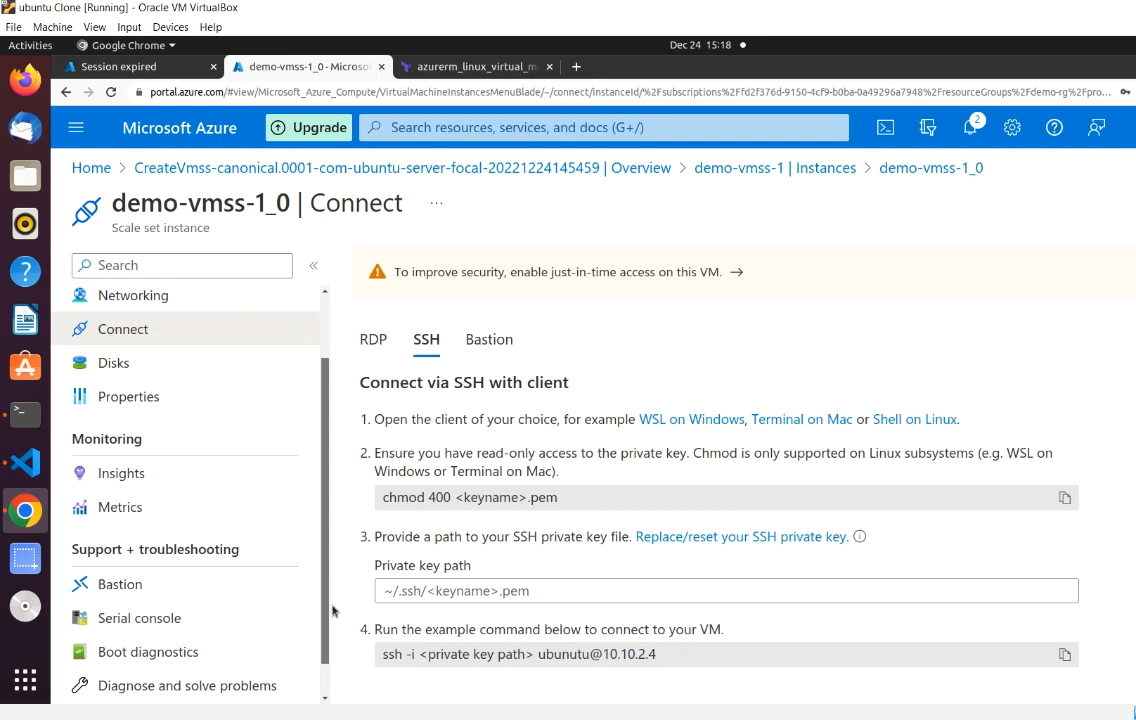 ubuntu Clone [Running] - Oracle VM VirtualBox
File Machine View Input Devices Help
Activities Google Chrome Dec 24 15:18
Session expired demo-vmss-1_0 - Microso azurerm_linux_virtual_m
portal.azure.com/#view/Microsoft_Azure_Compute/VirtualMachineInstancesMenuBlade/~/connect/instanceId/%2Fsubscriptions%2Ffd2f376d-9150-4cf9-b0ba-0a49296a7948%2FresourceGroups%2Fdemo-rg%2Fpro...
Microsoft Azure Upgrade Search resources, services, and docs (G+/) 2
Home > CreateVmss-canonical.0001-com-ubuntu-server-focal-20221224145459 | Overview > demo-vmss-1 | Instances > demo-vmss-1_0
demo-vmss-1_0 | Connect ...
Scale set instance
Search «
Networking
Connect
Disks
Properties
Monitoring
Insights
Metrics
Support + troubleshooting
Bastion
Serial console
Boot diagnostics
Diagnose and solve problems
To improve security, enable just-in-time access on this VM. →
RDP SSH Bastion
Connect via SSH with client
1. Open the client of your choice, for example WSL on Windows, Terminal on Mac or Shell on Linux.
2. Ensure you have read-only access to the private key. Chmod is only supported on Linux subsystems (e.g. WSL on
Windows or Terminal on Mac).
chmod 400 <keyname>.pem
3. Provide a path to your SSH private key file. Replace/reset your SSH private key.
Private key path
~/.ssh/<keyname>.pem
4. Run the example command below to connect to your VM.
ssh -i <private key path> ubunutu@10.10.2.4